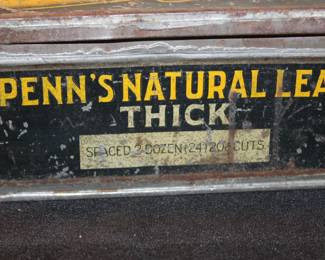 PENN'S NATURAL LEA
THICK
SPACED 2 DOZEN (24) 20¢ CUTS